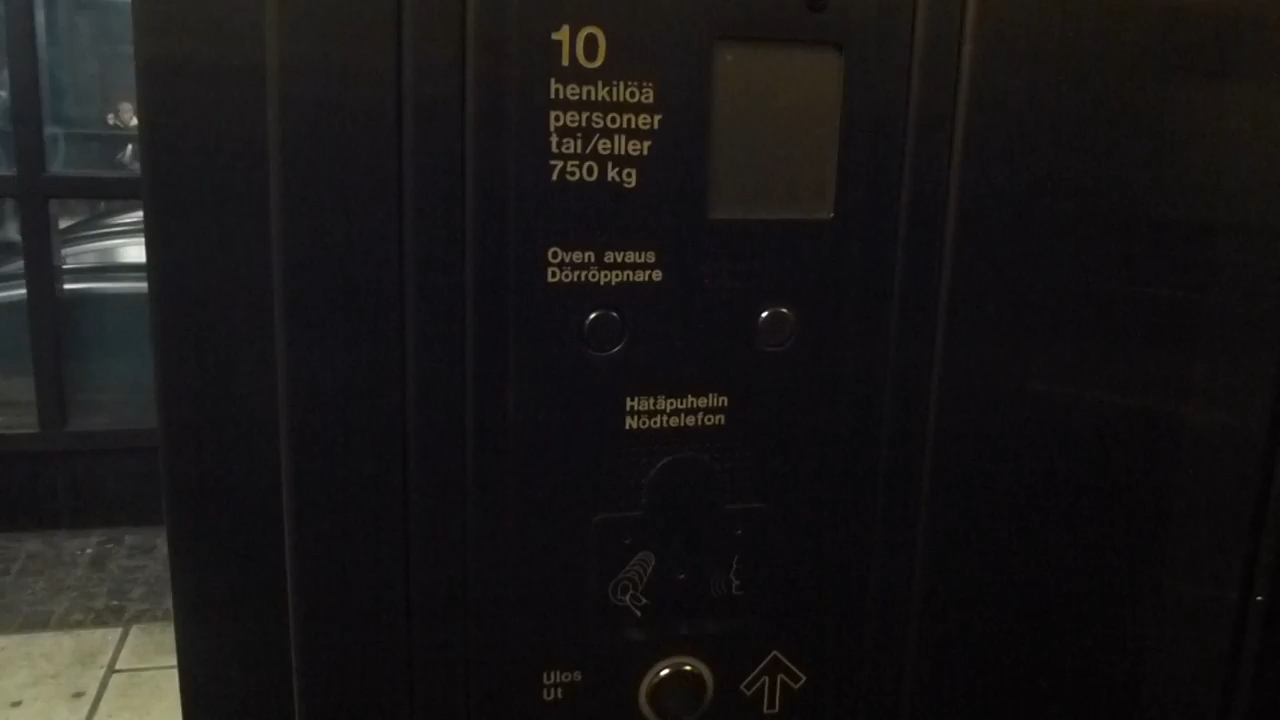 10
henkilöä
personer
tai/eller
750 kg
Oven avaus
Dörröppnare
Hätäpuhelin
Nödtelefon
Ulos
Ut